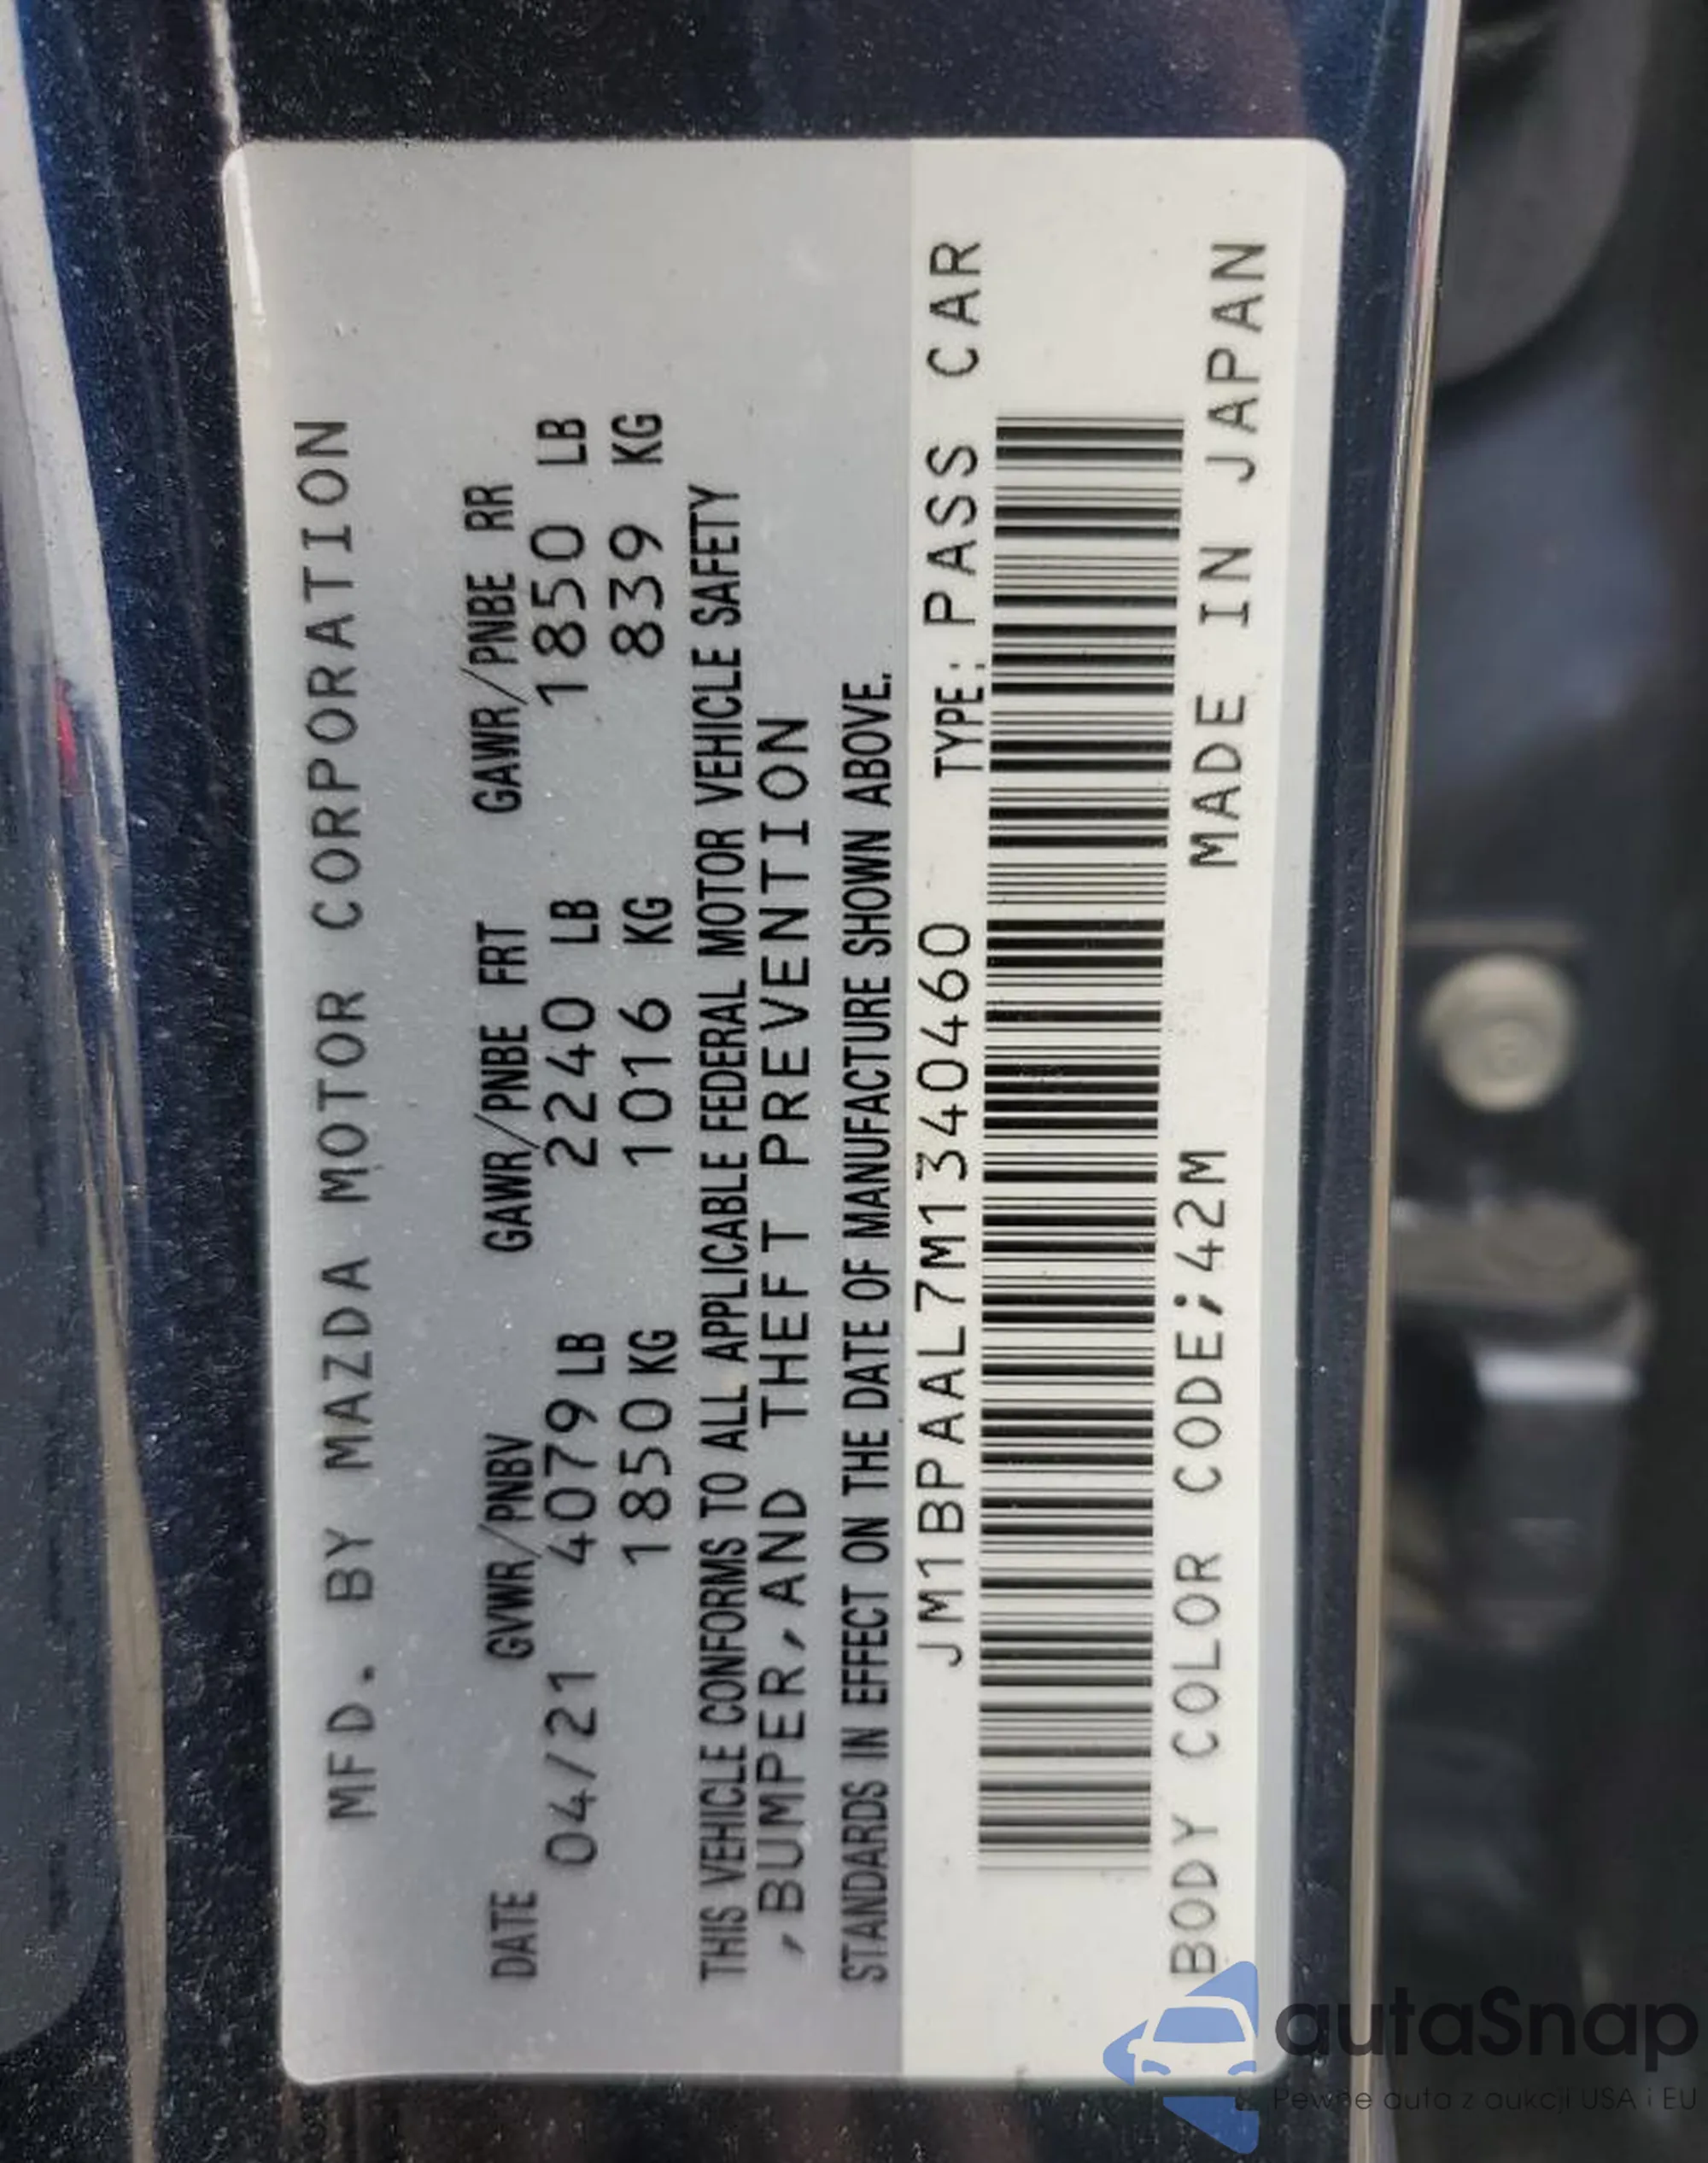 MFD. BY MAZDA MOTOR CORPORATION
DATE GVWR/PNBV GAWR/PNBE FRT GAWR/PNBE RR
04/21 4079 LB 2240 LB 1850 LB
1850 KG 1016 KG 839 KG
THIS VEHICLE CONFORMS TO ALL APPLICABLE FEDERAL MOTOR VEHICLE SAFETY
,BUMPER,AND THEFT PREVENTION
STANDARDS IN EFFECT ON THE DATE OF MANUFACTURE SHOWN ABOVE.
JM1BPAAL7M1340460 TYPE: PASS CAR
BODY COLOR CODE;42M MADE IN JAPAN
autaSnap
Pewne auta z aukcji USA i EU